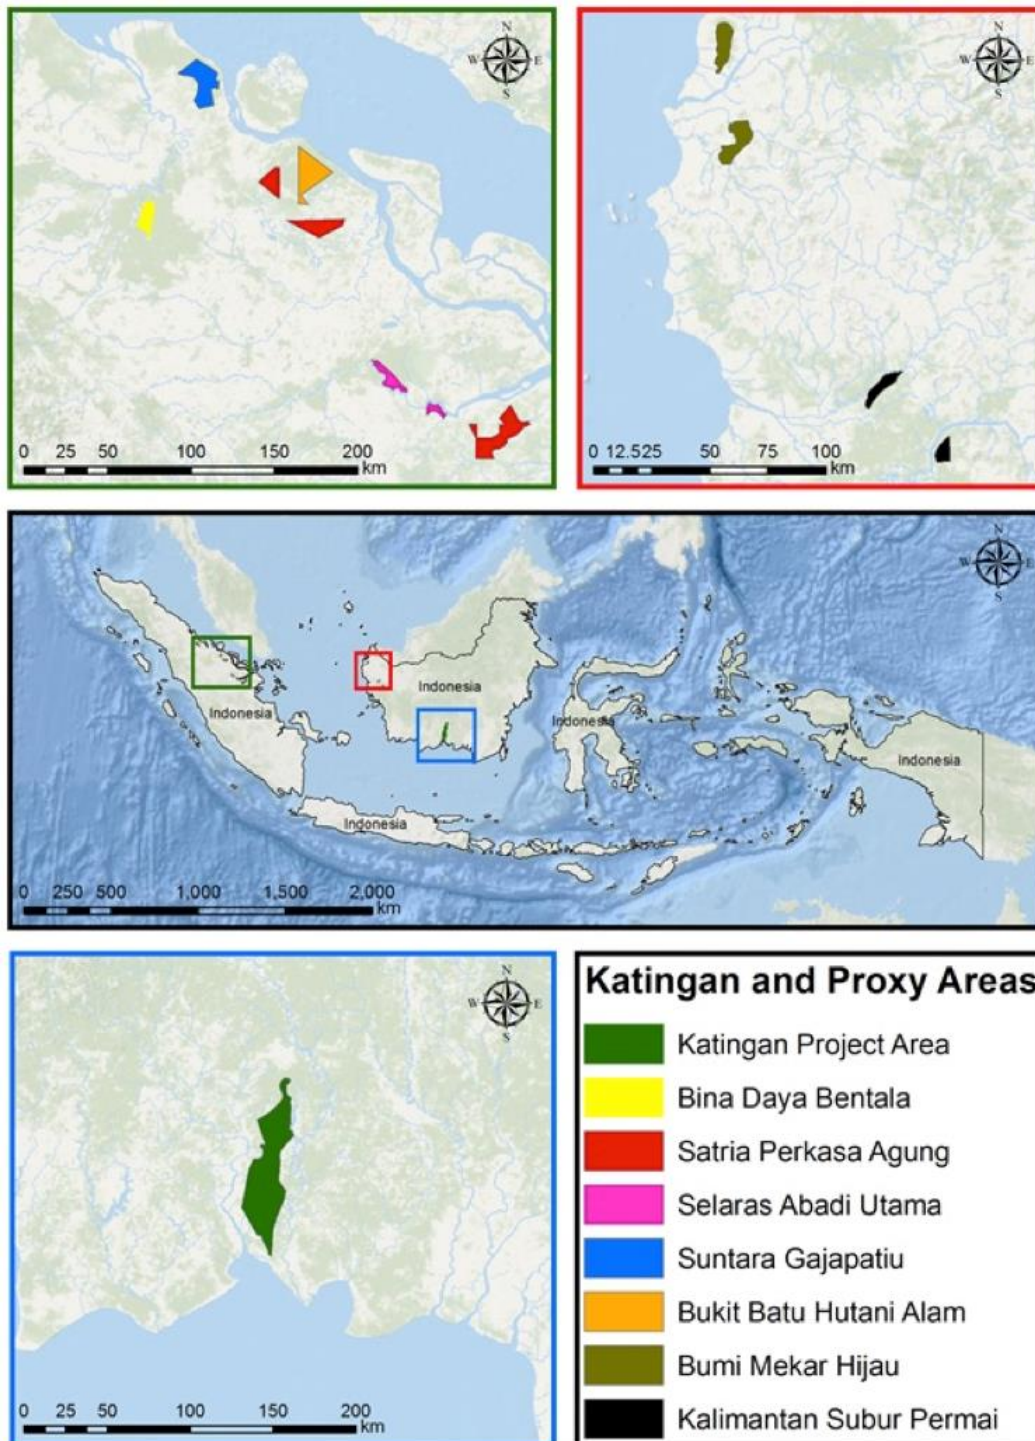 N
W E
S
0 25 50 100 150 200
km
N
W E
S
0 12.525 50 75 100
km
N
W E
S
Indonesia
Indonesia
Indonesia
Indonesia
Indonesia
0 250 500 1,000 1,500 2,000
km
N
W E
S
0 25 50 100 150 200
km
Katingan and Proxy Areas
Katingan Project Area
Bina Daya Bentala
Satria Perkasa Agung
Selaras Abadi Utama
Suntara Gajapatiu
Bukit Batu Hutani Alam
Bumi Mekar Hijau
Kalimantan Subur Permai